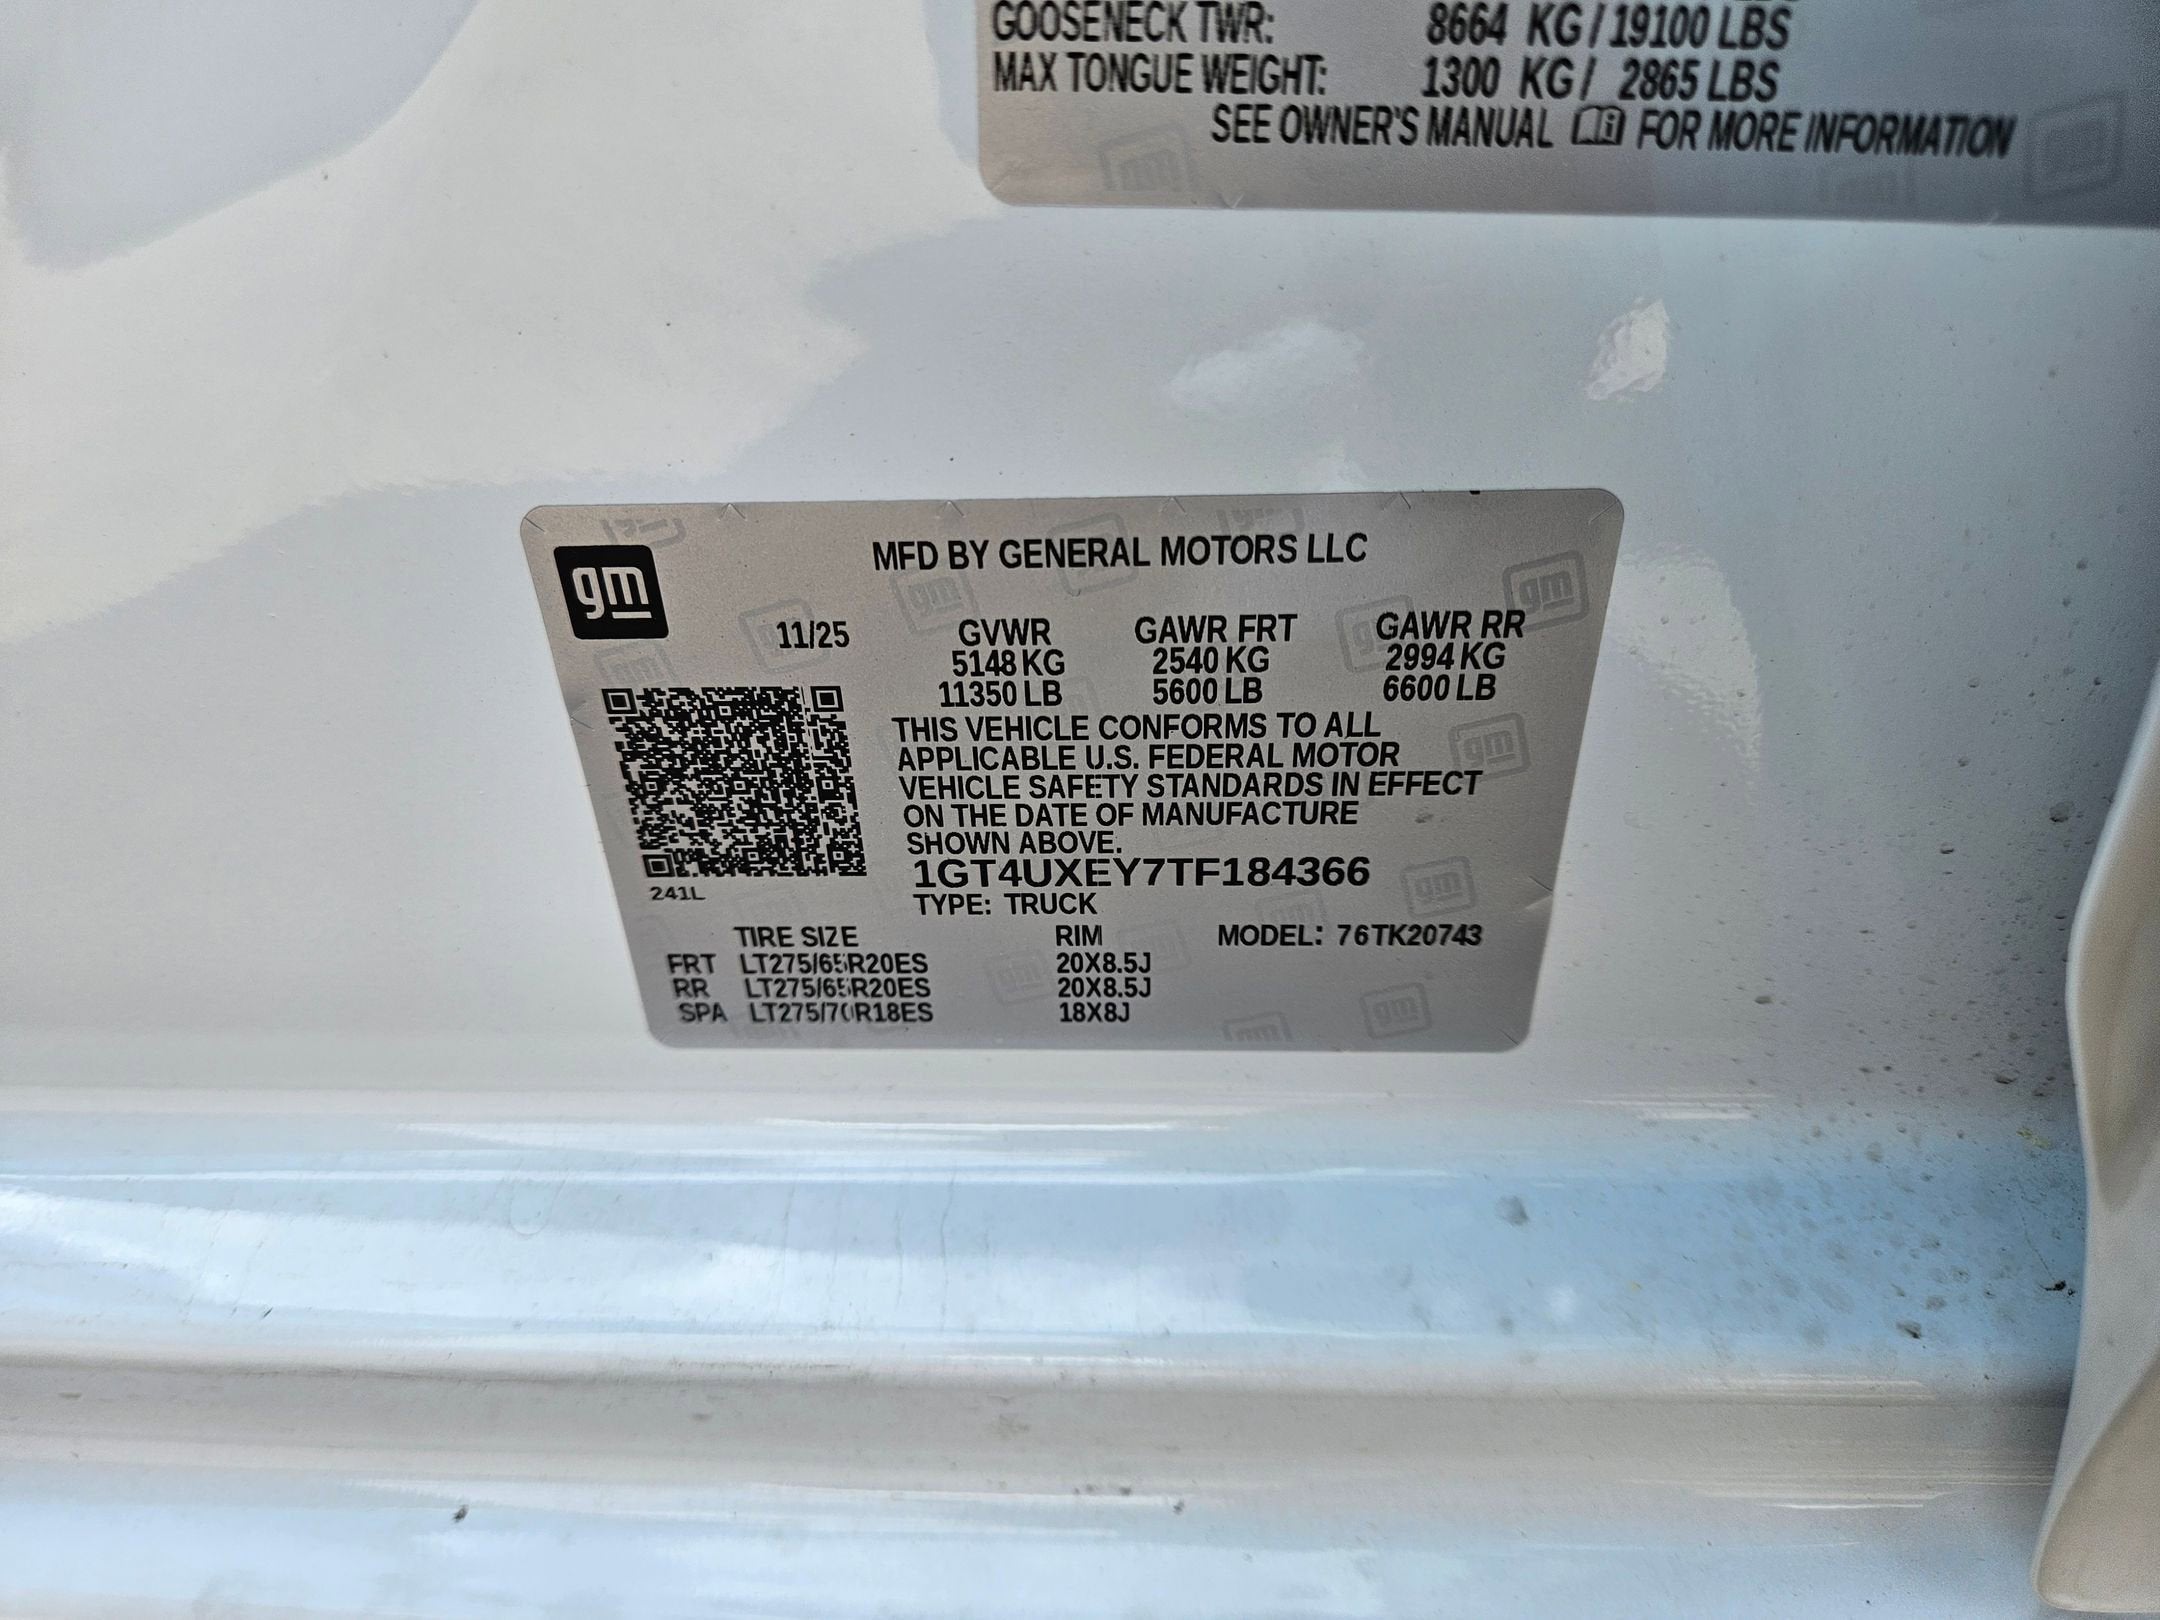 GOOSENECK TWR: 8664 KG / 19100 LBS
MAX TONGUE WEIGHT: 1300 KG / 2865 LBS
SEE OWNER'S MANUAL FOR MORE INFORMATION
gm
MFD BY GENERAL MOTORS LLC
11/25 GVWR GAWR FRT GAWR RR
5148 KG 2540 KG 2994 KG
11350 LB 5600 LB 6600 LB
THIS VEHICLE CONFORMS TO ALL
APPLICABLE U.S. FEDERAL MOTOR
VEHICLE SAFETY STANDARDS IN EFFECT
ON THE DATE OF MANUFACTURE
SHOWN ABOVE.
1GT4UXEY7TF184366
241L
TYPE: TRUCK
TIRE SIZE RIM MODEL: 76TK20743
FRT LT275/65R20ES 20X8.5J
RR LT275/65R20ES 20X8.5J
SPA LT275/70R18ES 18X8J